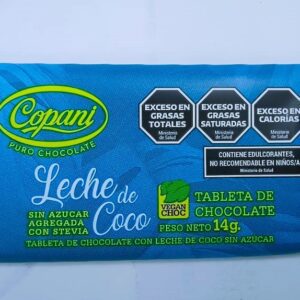 Copani
PURO CHOCOLATE
EXCESO EN
GRASAS
TOTALES
Ministerio
de Salud
EXCESO EN
GRASAS
SATURADAS
Ministerio
de Salud
EXCESO EN
CALORÍAS
Ministerio
de Salud
CONTIENE EDULCORANTES,
NO RECOMENDABLE EN NIÑOS/A
Ministerio de Salud
Leche de
Coco
SIN AZUCAR
AGREGADA
CON STEVIA
VEGAN
CHOC
TABLETA DE
CHOCOLATE
PESO NETO 14g.
TABLETA DE CHOCOLATE CON LECHE DE COCO SIN AZUCAR